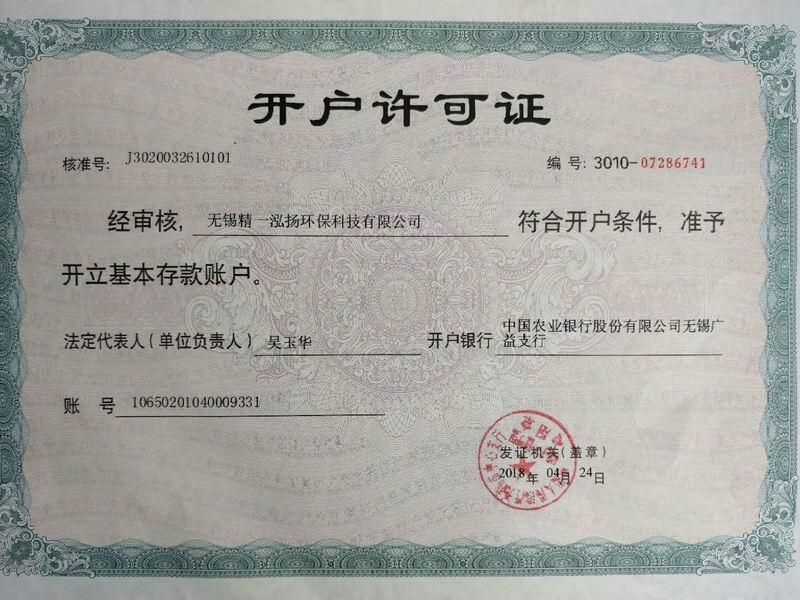 开户许可证
核准号: J3020032610101 编号: 3010-07286741
经审核, 无锡精一泓扬环保科技有限公司 符合开户条件, 准予
开立基本存款账户。
法定代表人(单位负责人) 吴玉华 开户银行 中国农业银行股份有限公司无锡广
益支行
账 号 10650201040009331
发证机关(盖章)
2018年 04月 24日